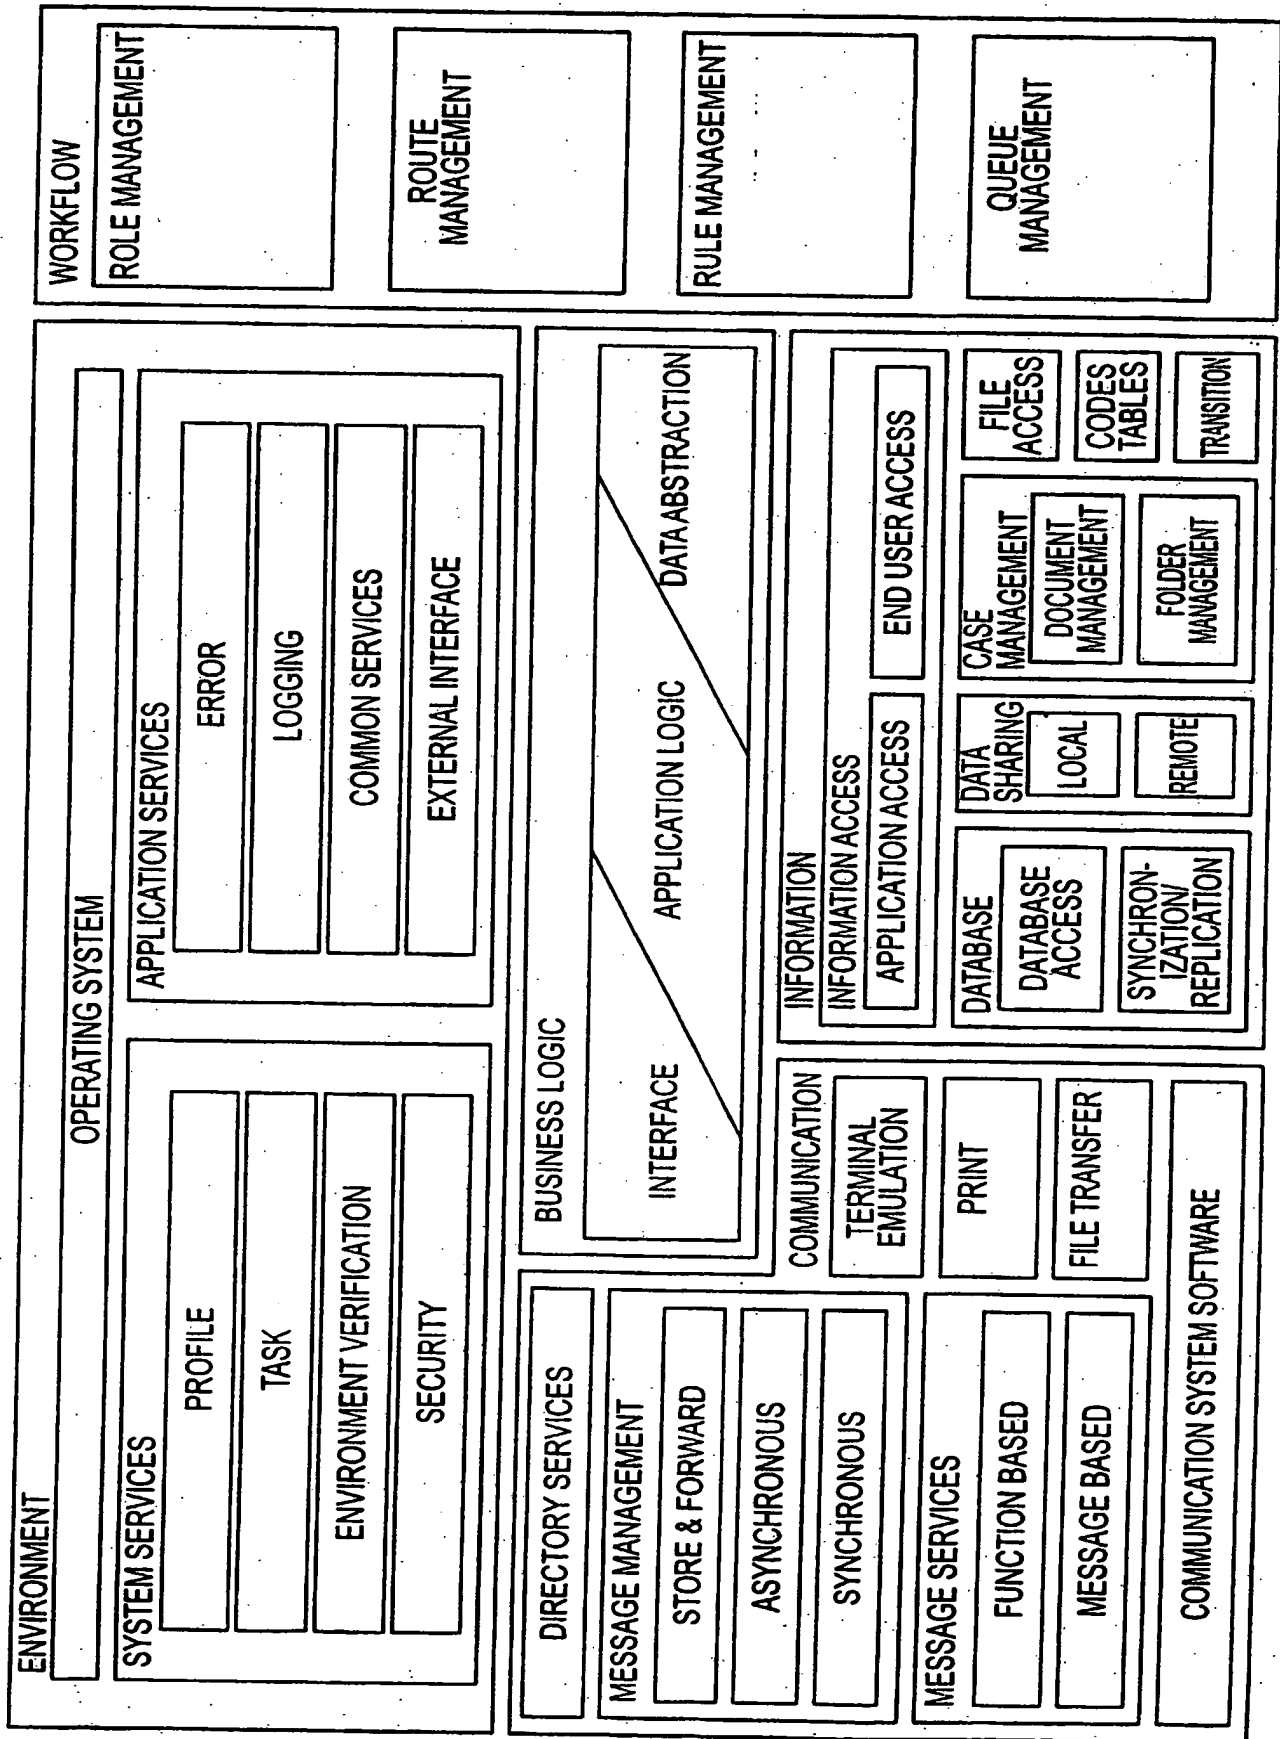 ENVIRONMENT
OPERATING SYSTEM
SYSTEM SERVICES
PROFILE
TASK
ENVIRONMENT VERIFICATION
SECURITY
APPLICATION SERVICES
ERROR
LOGGING
COMMON SERVICES
EXTERNAL INTERFACE
WORKFLOW
ROLE MANAGEMENT
ROUTE
MANAGEMENT
RULE MANAGEMENT
QUEUE
MANAGEMENT
BUSINESS LOGIC
INTERFACE
APPLICATION LOGIC
DATA ABSTRACTION
DIRECTORY SERVICES
MESSAGE MANAGEMENT
STORE & FORWARD
ASYNCHRONOUS
SYNCHRONOUS
MESSAGE SERVICES
FUNCTION BASED
MESSAGE BASED
COMMUNICATION
TERMINAL
EMULATION
PRINT
FILE TRANSFER
COMMUNICATION SYSTEM SOFTWARE
INFORMATION
INFORMATION ACCESS
APPLICATION ACCESS
END USER ACCESS
DATABASE
DATABASE
ACCESS
SYNCHRON-
IZATION/
REPLICATION
DATA
SHARING
LOCAL
REMOTE
CASE
MANAGEMENT
DOCUMENT
MANAGEMENT
FOLDER
MANAGEMENT
FILE
ACCESS
CODES
TABLES
TRANSITION